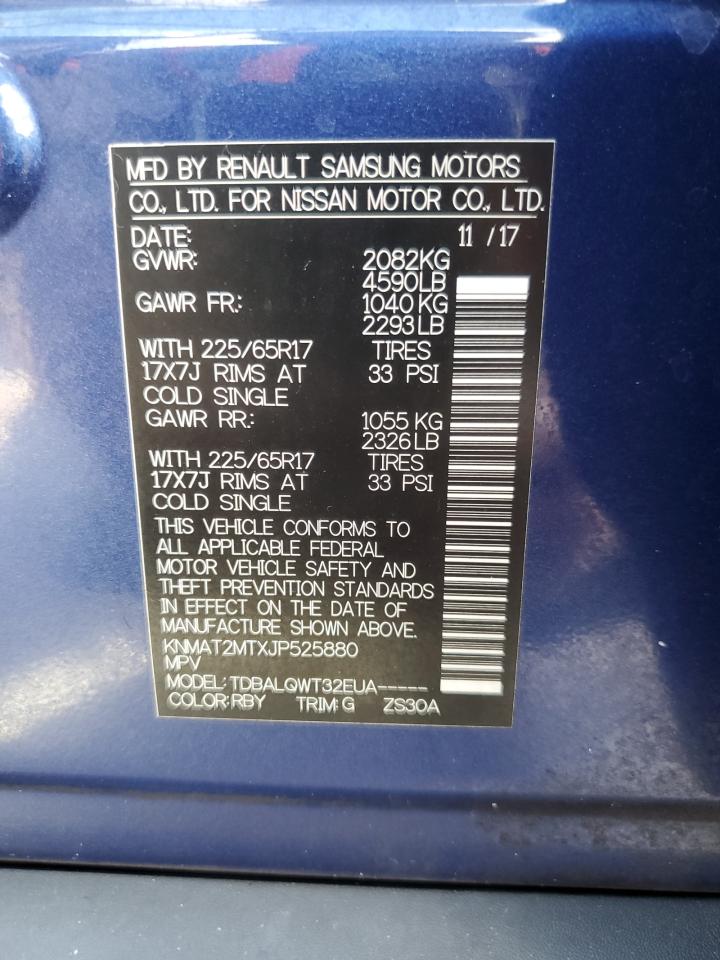 MFD BY RENAULT SAMSUNG MOTORS
CO., LTD. FOR NISSAN MOTOR CO., LTD.
DATE: 11 / 17
GVWR: 2082KG
4590LB
GAWR FR.: 1040 KG
2293 LB
WITH 225/65R17 TIRES
17X7J RIMS AT 33 PSI
COLD SINGLE
GAWR RR.: 1055 KG
2326 LB
WITH 225/65R17 TIRES
17X7J RIMS AT 33 PSI
COLD SINGLE
THIS VEHICLE CONFORMS TO
ALL APPLICABLE FEDERAL
MOTOR VEHICLE SAFETY AND
THEFT PREVENTION STANDARDS
IN EFFECT ON THE DATE OF
MANUFACTURE SHOWN ABOVE.
KNMAT2MTXJP525880
MPV
MODEL: TDBALQWT32EUA-----
COLOR:RBY TRIM: G ZS30A